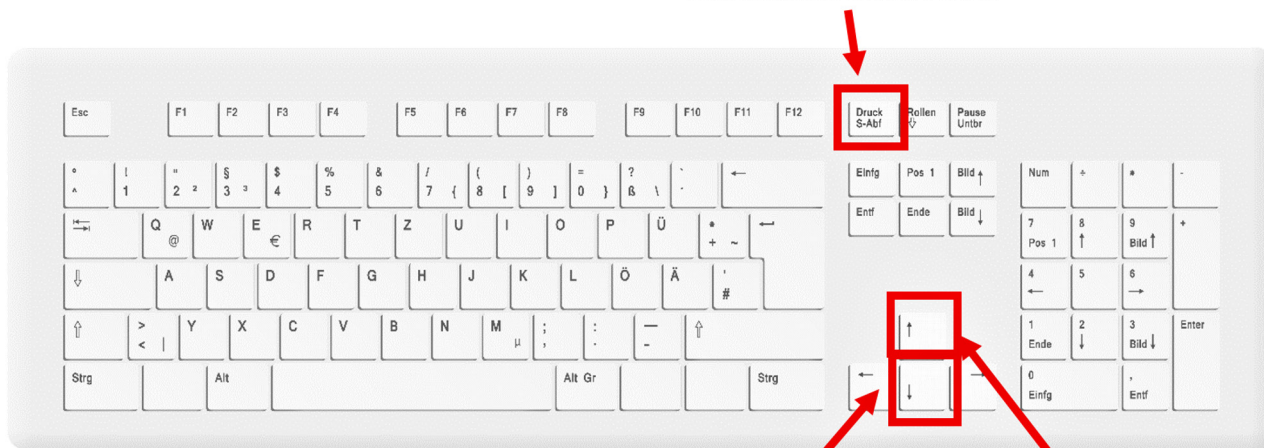 Esc F1 F2 F3 F4 F5 F6 F7 F8 F9 F10 F11 F12 Druck Rollen Pause
S-Abf ⇩ Untbr
° ! " § $ % & / ( ) = ? ` ← Einfg Pos 1 Bild ↑ Num ÷ * -
^ 1 2 ² 3 ³ 4 5 6 7 { 8 [ 9 ] 0 } ß \ ´
Entf Ende Bild ↓
Q W E R T Z U I O P Ü * ↵ 7 8 9 +
@ € + ~ Pos 1 ↑ Bild ↑
⇩ A S D F G H J K L Ö Ä ' 4 5 6
# ← →
⇧ > Y X C V B N M ; : — ⇧ ↑ 1 2 3 Enter
< | µ , . - Ende ↓ Bild ↓
Strg Alt Alt Gr Strg ← ↓ → 0 ,
Einfg Entf